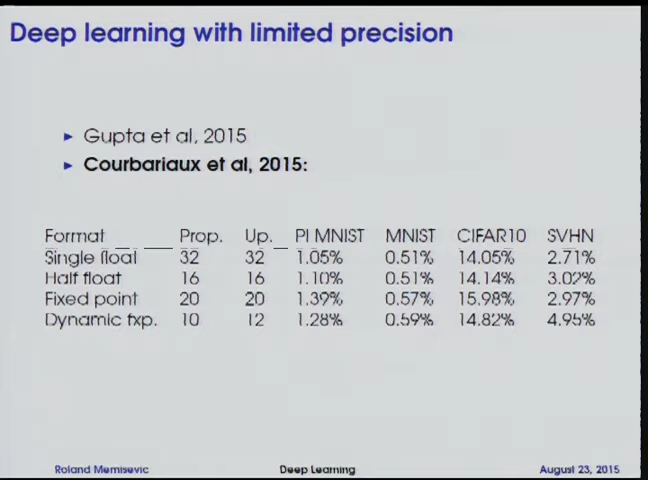 Deep learning with limited precision
Gupta et al, 2015
Courbariaux et al, 2015:
Format Prop. Up. PI MNIST MNIST CIFAR10 SVHN
Single float 32 32 1.05% 0.51% 14.05% 2.71%
Half float 16 16 1.10% 0.51% 14.14% 3.02%
Fixed point 20 20 1.39% 0.57% 15.98% 2.97%
Dynamic fxp. 10 12 1.28% 0.59% 14.82% 4.95%
Roland Memisevic Deep Learning August 23, 2015